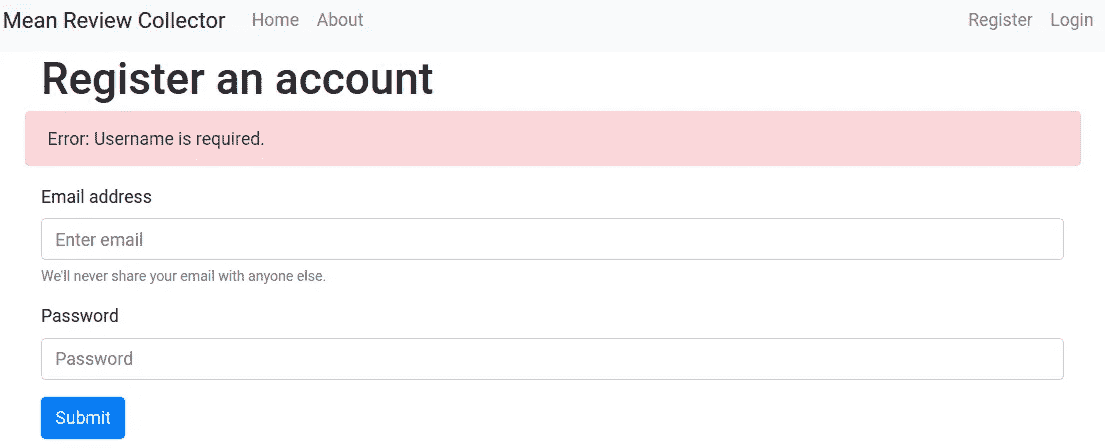 Mean Review Collector Home About Register Login
Register an account
Error: Username is required.
Email address
Enter email
We'll never share your email with anyone else.
Password
Password
Submit